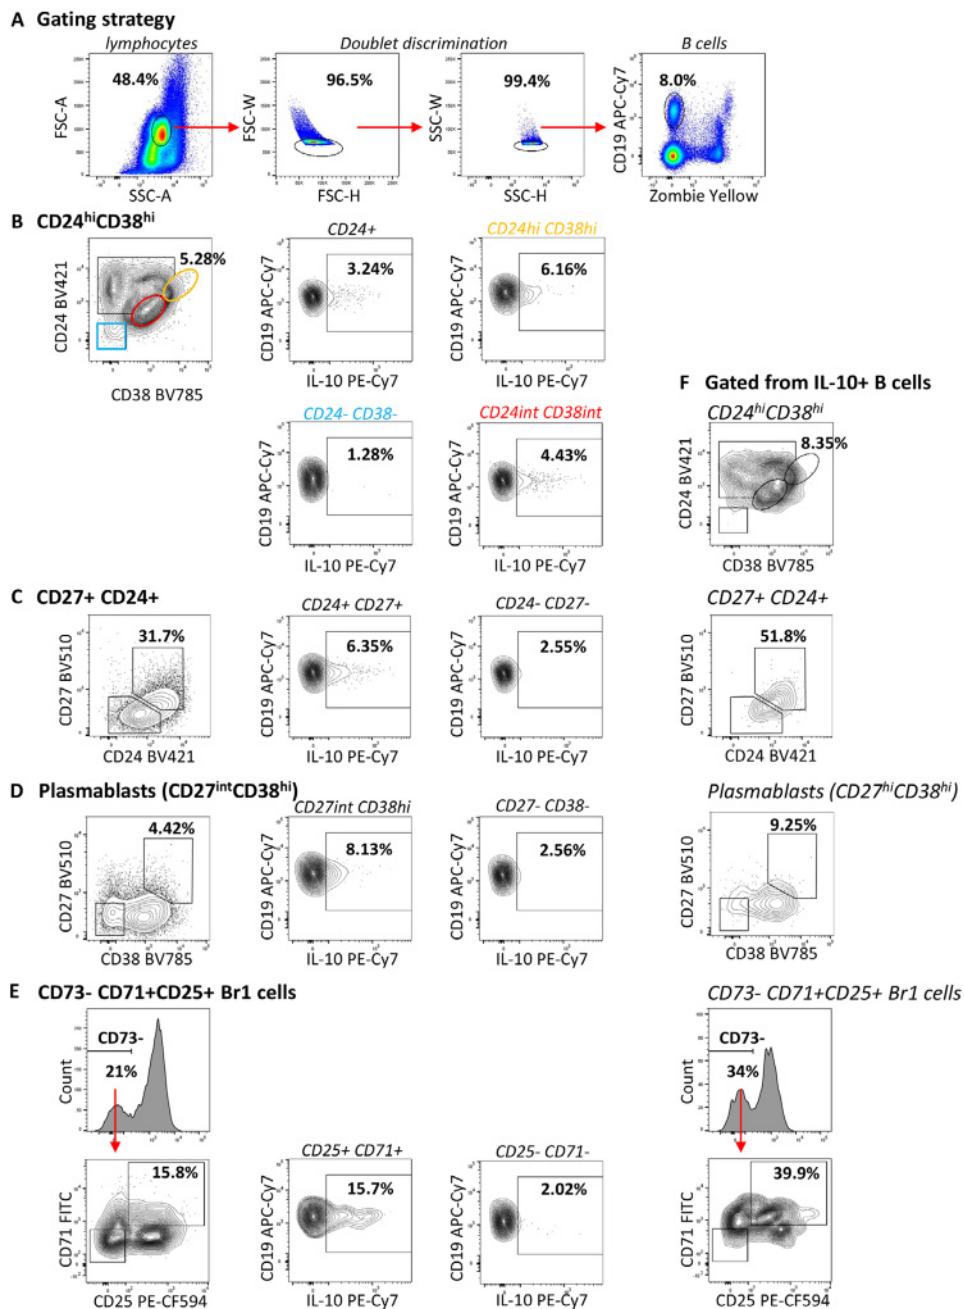 A Gating strategy
lymphocytes
Doublet discrimination
B cells
48.4%
96.5%
99.4%
8.0%
FSC-A
FSC-W
SSC-W
CD19 APC-Cy7
SSC-A
FSC-H
SSC-H
Zombie Yellow
B CD24hiCD38hi
5.28%
CD24 BV421
CD38 BV785
CD24+
3.24%
CD19 APC-Cy7
IL-10 PE-Cy7
CD24hi CD38hi
6.16%
CD19 APC-Cy7
IL-10 PE-Cy7
CD24- CD38-
1.28%
CD19 APC-Cy7
IL-10 PE-Cy7
CD24int CD38int
4.43%
CD19 APC-Cy7
IL-10 PE-Cy7
F Gated from IL-10+ B cells
CD24hiCD38hi
8.35%
CD24 BV421
CD38 BV785
C CD27+ CD24+
31.7%
CD27 BV510
CD24 BV421
CD24+ CD27+
6.35%
CD19 APC-Cy7
IL-10 PE-Cy7
CD24- CD27-
2.55%
CD19 APC-Cy7
IL-10 PE-Cy7
CD27+ CD24+
51.8%
CD27 BV510
CD24 BV421
D Plasmablasts (CD27intCD38hi)
4.42%
CD27 BV510
CD38 BV785
CD27int CD38hi
8.13%
CD19 APC-Cy7
IL-10 PE-Cy7
CD27- CD38-
2.56%
CD19 APC-Cy7
IL-10 PE-Cy7
Plasmablasts (CD27hiCD38hi)
9.25%
CD27 BV510
CD38 BV785
E CD73- CD71+CD25+ Br1 cells
CD73-
21%
Count
15.8%
CD71 FITC
CD25 PE-CF594
CD25+ CD71+
15.7%
CD19 APC-Cy7
IL-10 PE-Cy7
CD25- CD71-
2.02%
CD19 APC-Cy7
IL-10 PE-Cy7
CD73- CD71+CD25+ Br1 cells
CD73-
34%
Count
39.9%
CD71 FITC
CD25 PE-CF594